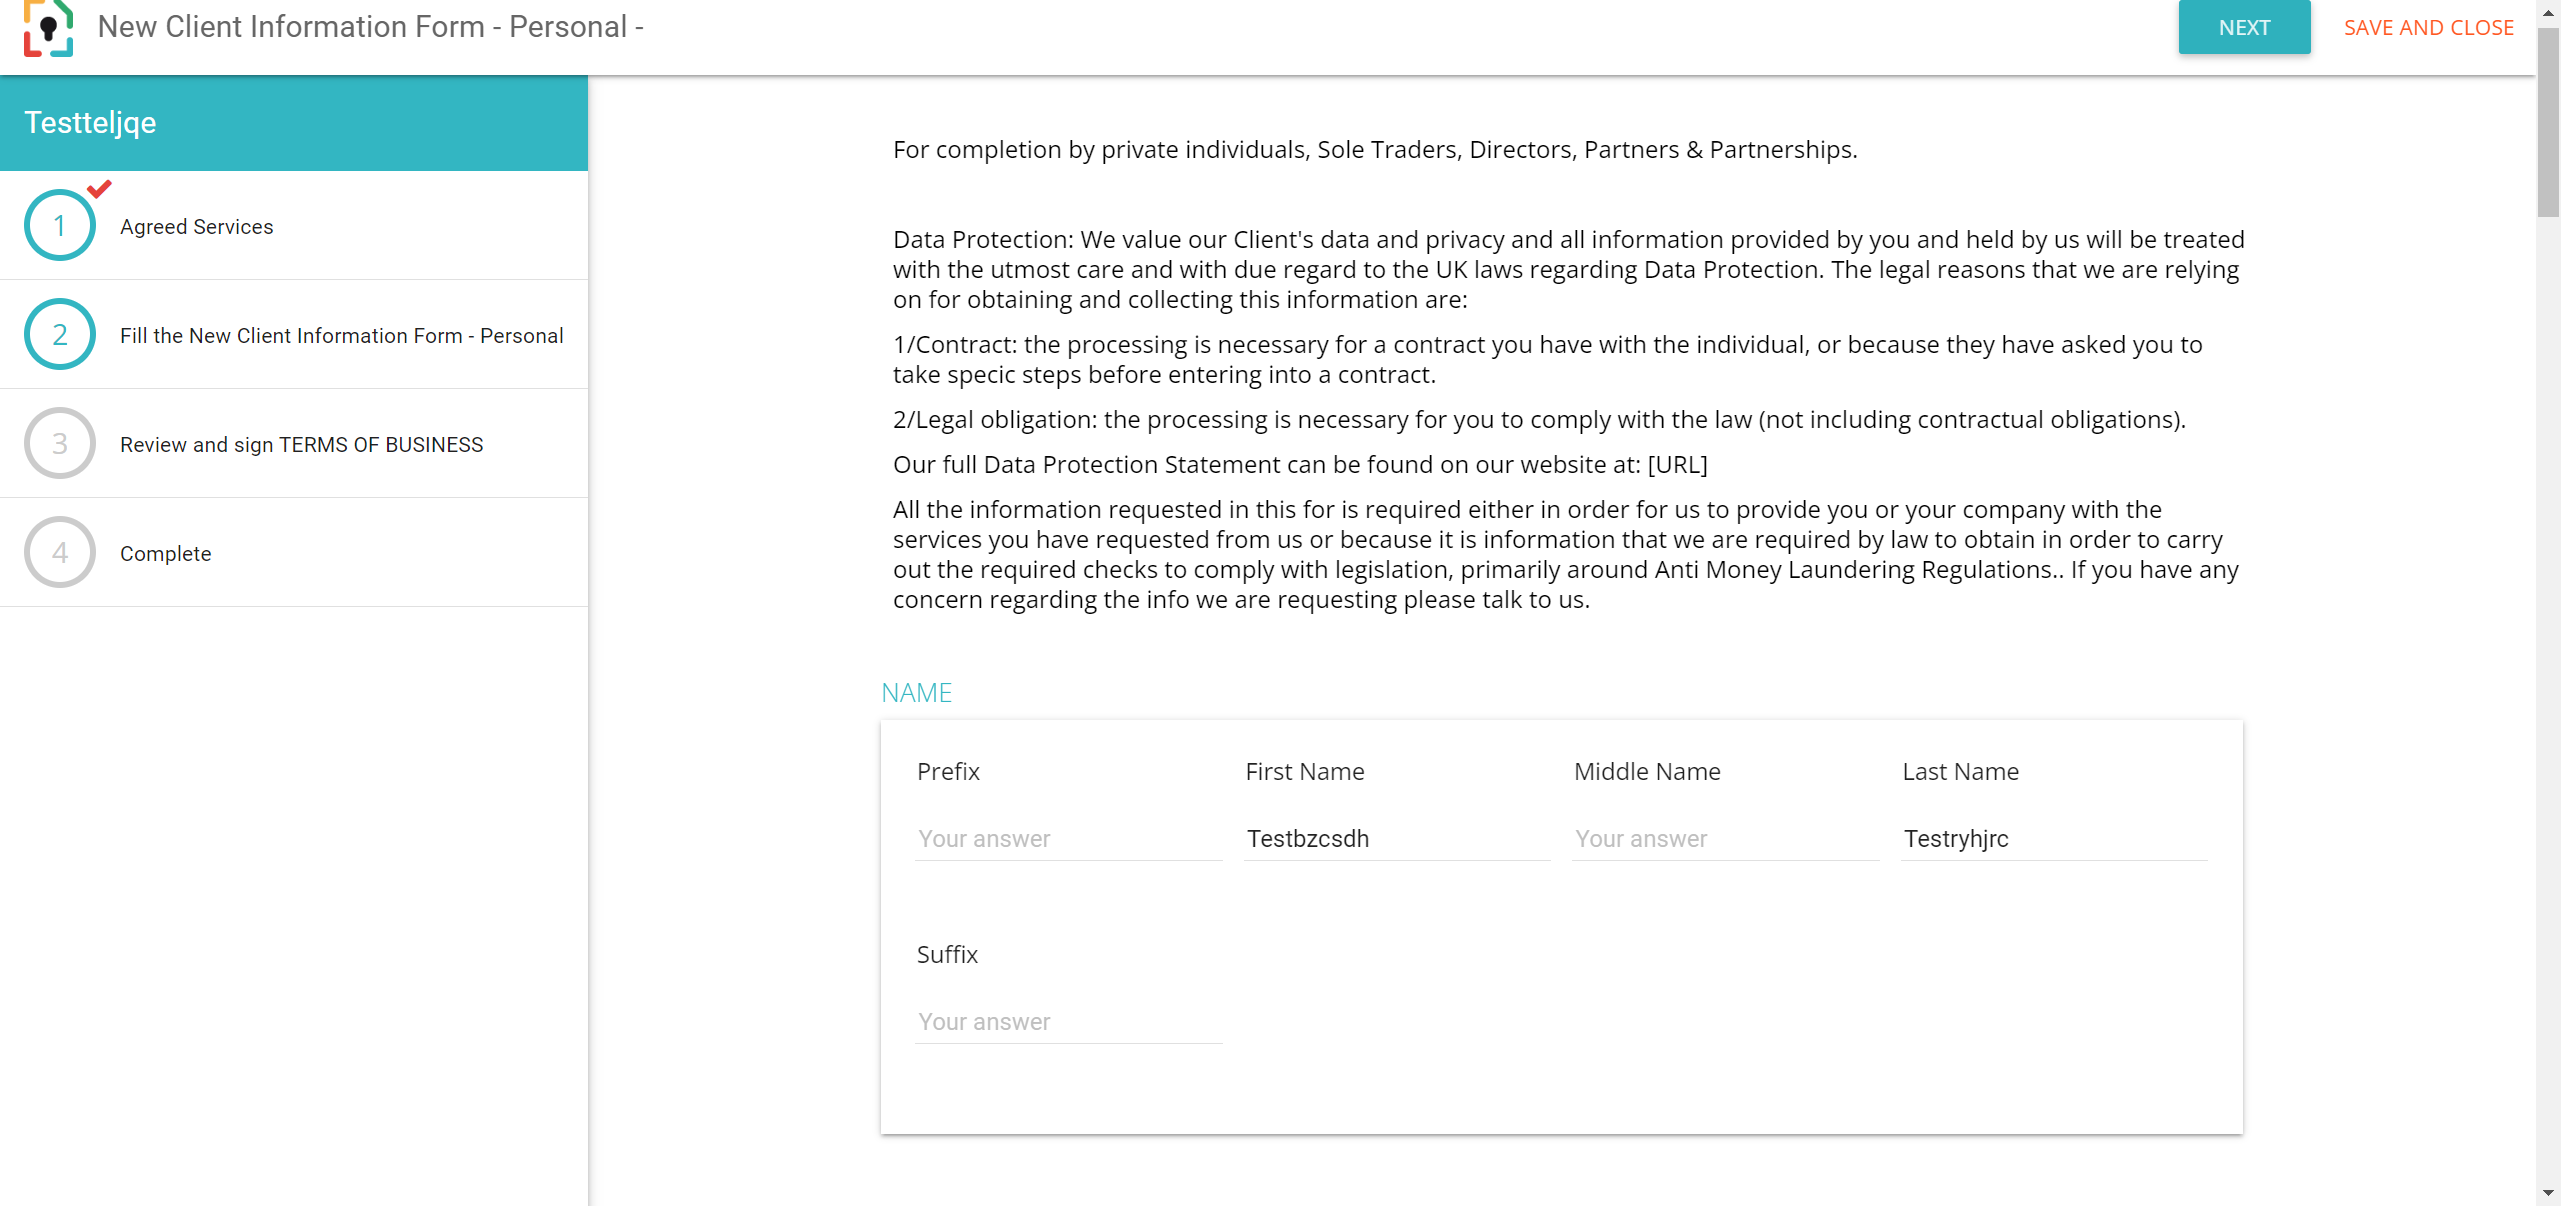 New Client Information Form - Personal -
NEXT
SAVE AND CLOSE
Testteljqe
1
Agreed Services
2
Fill the New Client Information Form - Personal
3
Review and sign TERMS OF BUSINESS
4
Complete
For completion by private individuals, Sole Traders, Directors, Partners & Partnerships.
Data Protection: We value our Client's data and privacy and all information provided by you and held by us will be treated
with the utmost care and with due regard to the UK laws regarding Data Protection. The legal reasons that we are relying
on for obtaining and collecting this information are:
1/Contract: the processing is necessary for a contract you have with the individual, or because they have asked you to
take specic steps before entering into a contract.
2/Legal obligation: the processing is necessary for you to comply with the law (not including contractual obligations).
Our full Data Protection Statement can be found on our website at: [URL]
All the information requested in this for is required either in order for us to provide you or your company with the
services you have requested from us or because it is information that we are required by law to obtain in order to carry
out the required checks to comply with legislation, primarily around Anti Money Laundering Regulations.. If you have any
concern regarding the info we are requesting please talk to us.
NAME
Prefix First Name Middle Name Last Name
Your answer Testbzcsdh Your answer Testryhjrc
Suffix
Your answer